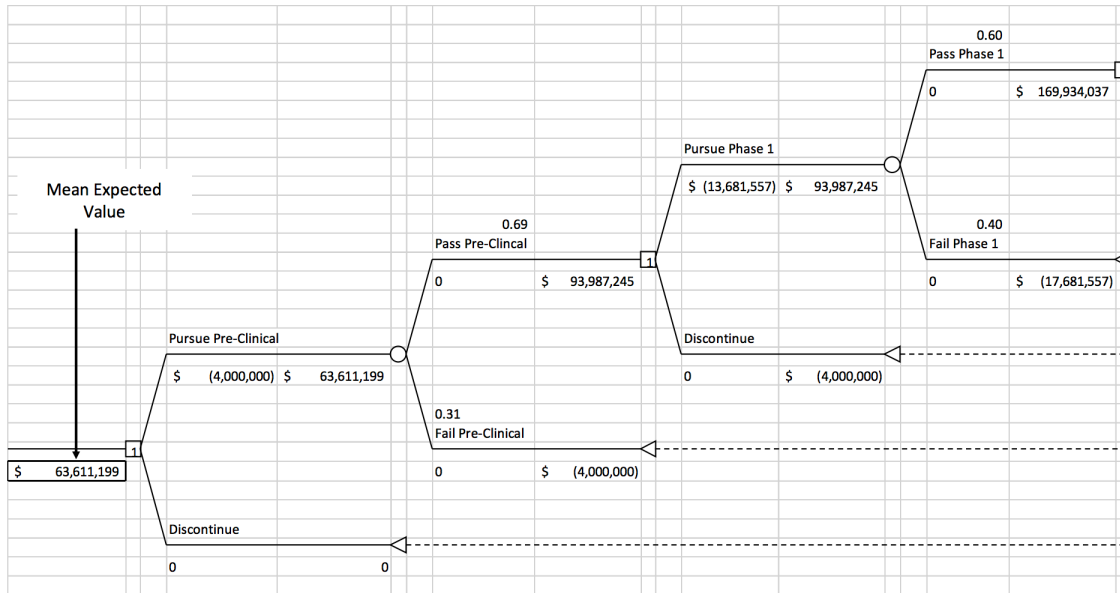 0.60
Pass Phase 1
0 $ 169,934,037
Pursue Phase 1
$ (13,681,557) $ 93,987,245
Mean Expected
Value
0.69
Pass Pre-Clincal
0.40
Fail Phase 1
1
0 $ 93,987,245
0 $ (17,681,557)
Pursue Pre-Clinical
Discontinue
$ (4,000,000) $ 63,611,199
0 $ (4,000,000)
0.31
Fail Pre-Clinical
1
$ 63,611,199
0 $ (4,000,000)
Discontinue
0 0